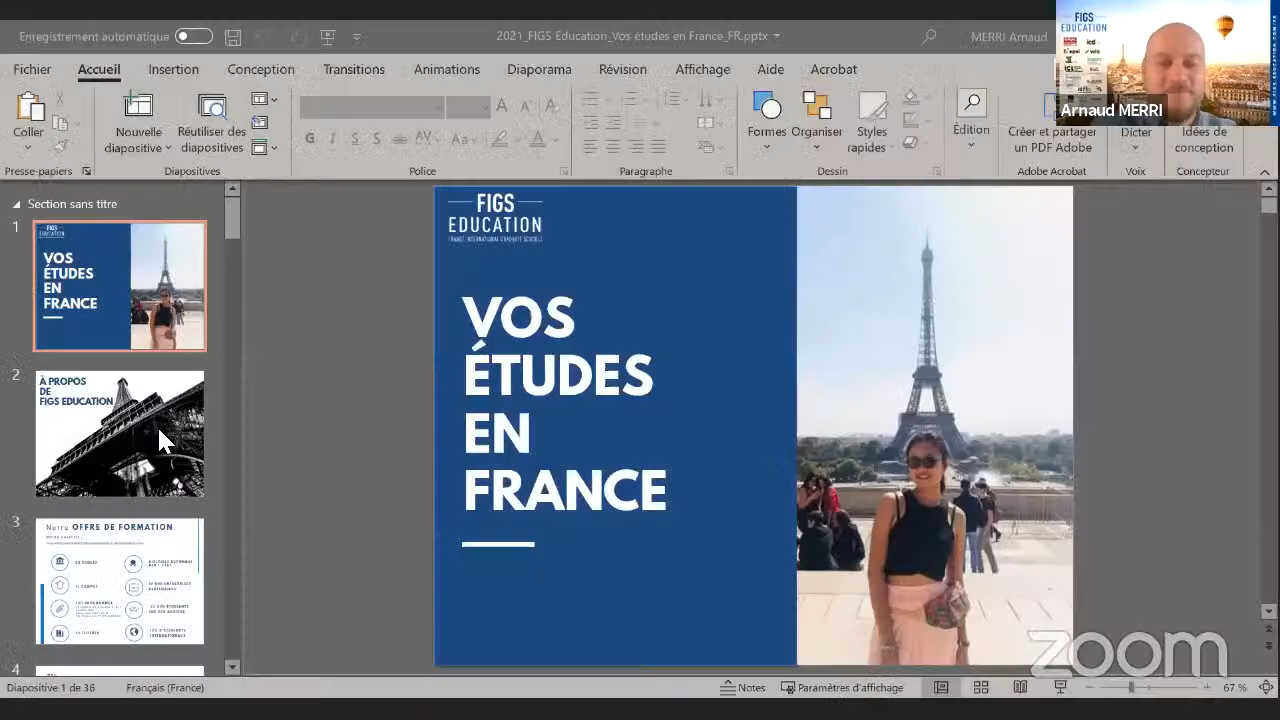 Enregistrement automatique
2021_FIGS Education_Vos études en France_FR.pptx
MERRI Arnaud
FIGS
EDUCATION
Arnaud MERRI
Fichier Accueil Insertion Conception Transitions Animations Diaporama Révision Affichage Aide Acrobat
Coller
Nouvelle
diapositive
Réutiliser des
diapositives
G I S S
Aa
Formes
Organiser
Styles
rapides
Édition
Créer et partager
un PDF Adobe
Dicter
Idées de
conception
Presse-papiers Diapositives Police Paragraphe Dessin Adobe Acrobat Voix Concepteur
Section sans titre
1
FIGS
EDUCATION
VOS
ÉTUDES
EN
FRANCE
2
À PROPOS
DE
FIGS EDUCATION
3
Notre OFFRE DE FORMATION
4
FIGS
EDUCATION
FRANCE INTERNATIONAL GRADUATE SCHOOLS
VOS
ÉTUDES
EN
FRANCE
zoom
Diapositive 1 de 36 Français (France) Notes Paramètres d'affichage 67 %